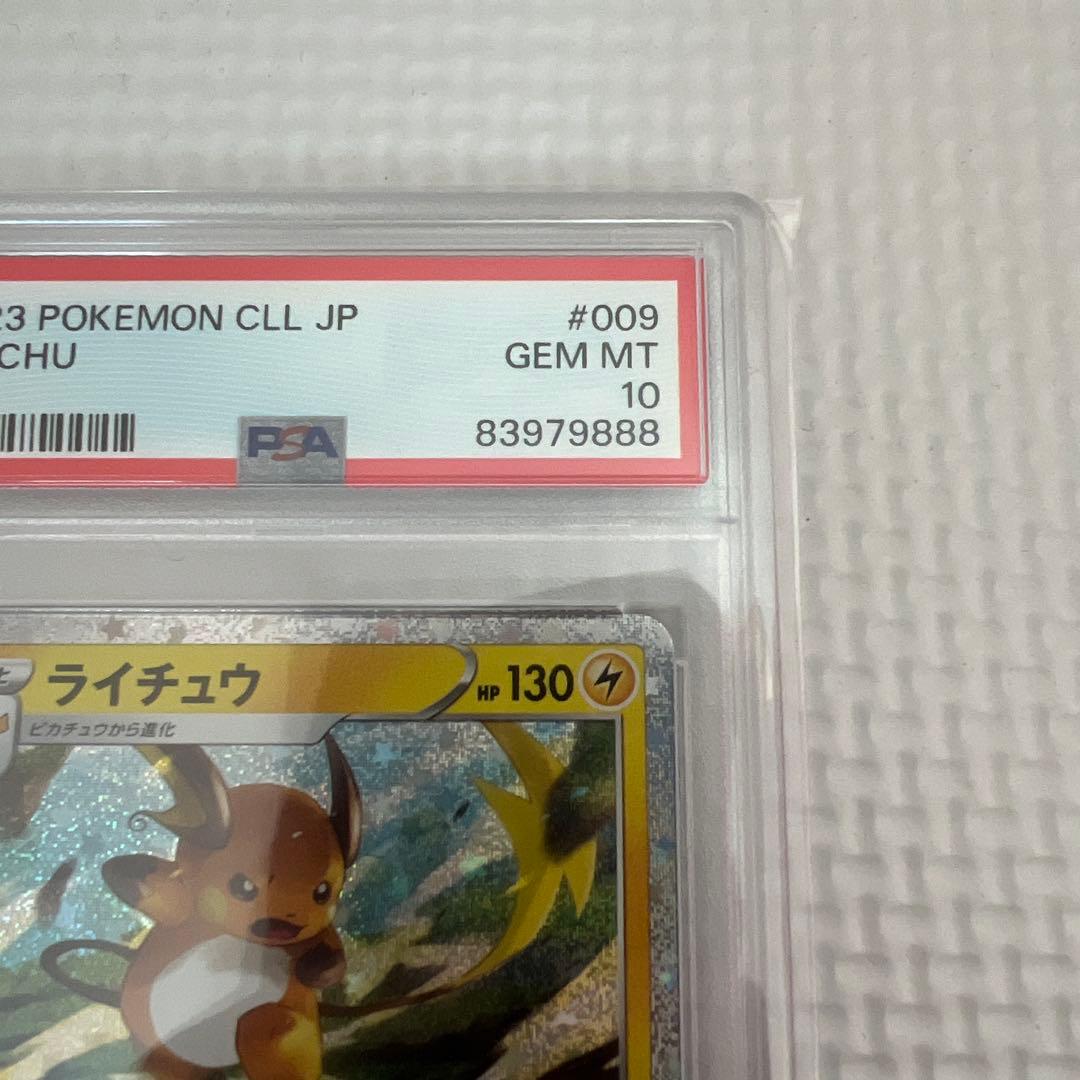 23 POKEMON CLL JP #009
CHU GEM MT
10
PSA 83979888
ライチュウ HP 130
ピカチュウから進化